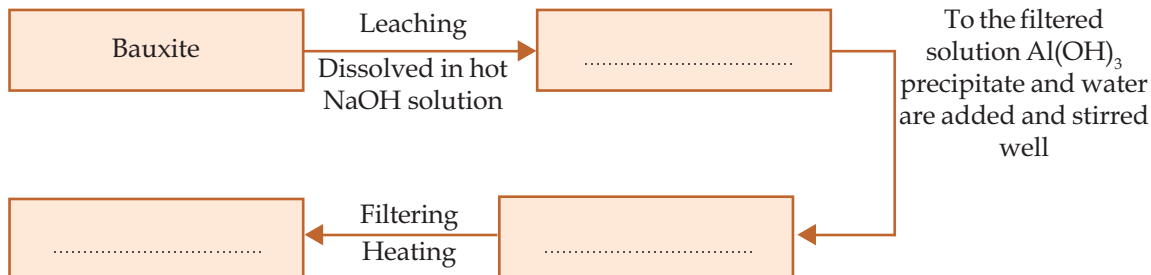 Bauxite
Leaching
Dissolved in hot
NaOH solution
................................
To the filtered
solution Al(OH)₃
precipitate and water
are added and stirred
well
................................
Filtering
Heating
................................